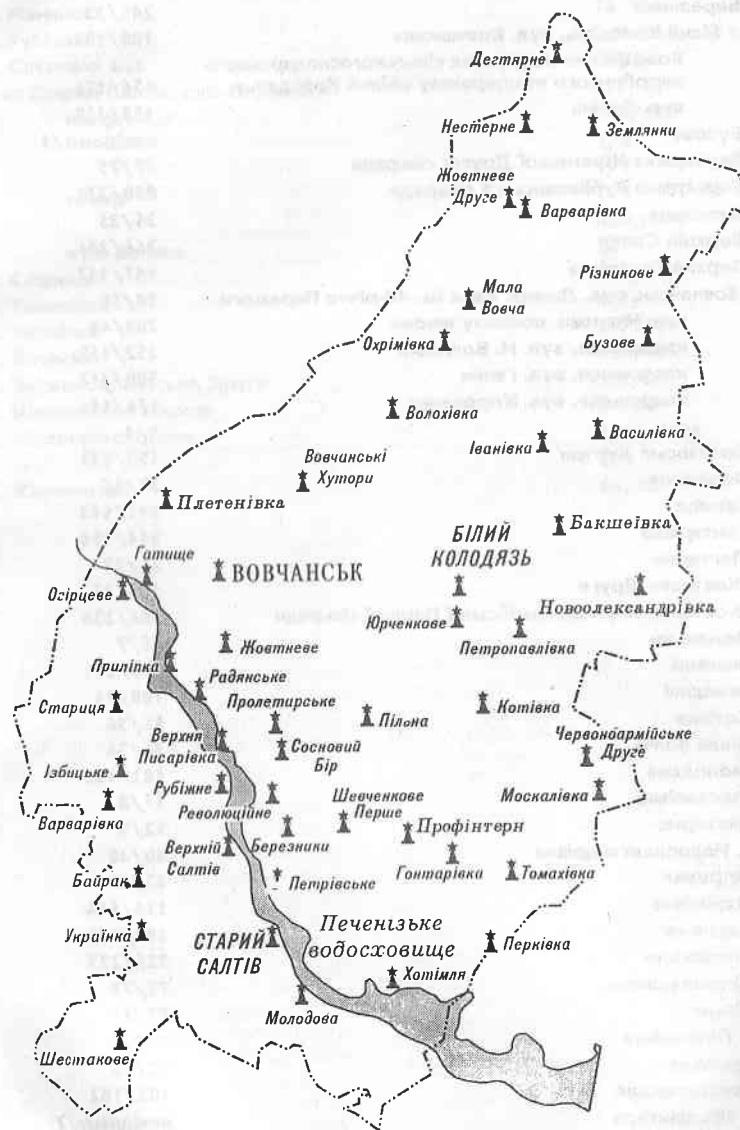 Дегтярне
Нестерне
Землянки
Жовтневе
Друге
Варварівка
Різникове
Мала
Вовча
Охрімівка
Бузове
Волохівка
Василівка
Іванівка
Вовчанські
Хутори
Плетенівка
Бакшеївка
БІЛИЙ
КОЛОДЯЗЬ
Гатище
ВОВЧАНСЬК
Огірцеве
Новоолександрівка
Юрченкове
Петропавлівка
Жовтневе
Приліпка
Радянське
Стариця
Пролетарське
Пільна
Котівка
Верхня
Писарівка
Сосновий
Бір
Червоноармійське
Друге
Ізбицьке
Рубіжне
Москалівка
Варварівка
Революційне
Шевченкове
Перше
Профінтерн
Верхній
Салтів
Березники
Гонтарівка
Томахівка
Байрак
Петрівське
Українка
СТАРИЙ
САЛТІВ
Печенізьке
водосховище
Перківка
Хотімля
Молодова
Шестакове